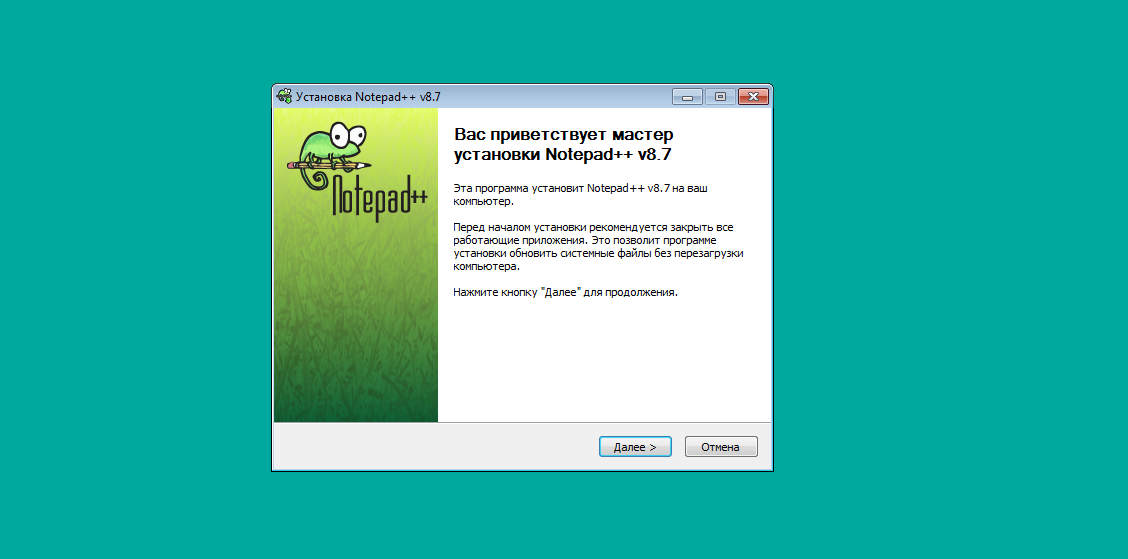 Установка Notepad++ v8.7
Notepad++
Вас приветствует мастер
установки Notepad++ v8.7
Эта программа установит Notepad++ v8.7 на ваш
компьютер.
Перед началом установки рекомендуется закрыть все
работающие приложения. Это позволит программе
установки обновить системные файлы без перезагрузки
компьютера.
Нажмите кнопку "Далее" для продолжения.
Далее >
Отмена